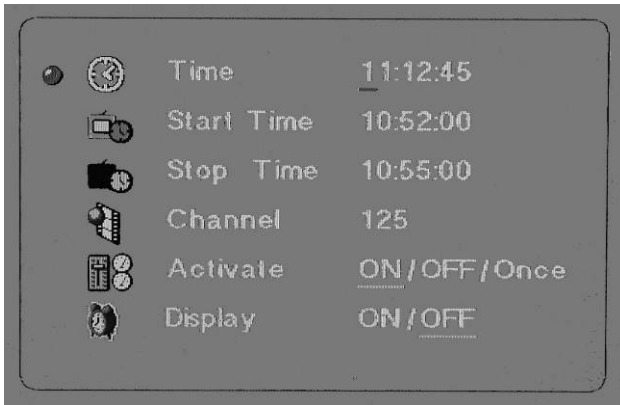 Time 11:12:45
Start Time 10:52:00
Stop Time 10:55:00
Channel 125
Activate ON/OFF/Once
Display ON/OFF